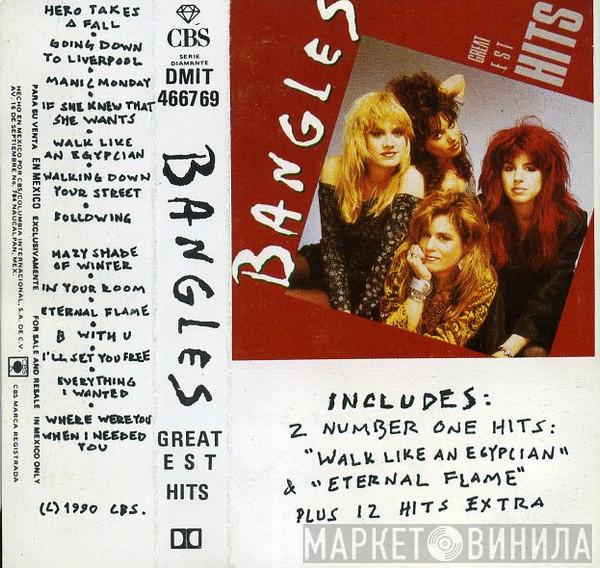 HERO TAKES
A FALL
GOING DOWN
TO LIVERPOOL
MANIC MONDAY
IF SHE KNEW THAT
SHE WANTS
WALK LIKE
AN EGYPCIAN
WALKING DOWN
YOUR STREET
FOLLOWING
HAZY SHADE
OF WINTER
IN YOUR ROOM
ETERNAL FLAME
B WITH U
I'LL SET YOU FREE
EVERYTHING
I WANTED
WHERE WERE YOU
WHEN I NEEDED
YOU
(C) 1990 CBS.
PARA SU VENTA EN MEXICO EXCLUSIVAMENTE
FOR SALE AND RESALE IN MEXICO ONLY
HECHO EN MEXICO POR CBS/COLUMBIA INTERNACIONAL, S.A. DE C.V.
AV. 16 DE SEPTIEMBRE No. 784 NAUCALPAN, MEX.
CBS
CBS MARCA REGISTRADA
CBS
SERIE
DIAMANTE
DMIT
466769
BANGLES
GREAT
EST
HITS
BANGLES
GREAT
EST
HITS
INCLUDES:
2 NUMBER ONE HITS:
"WALK LIKE AN EGYPCIAN"
& "ETERNAL FLAME"
PLUS 12 HITS EXTRA
МАРКЕТ ВИНИЛА